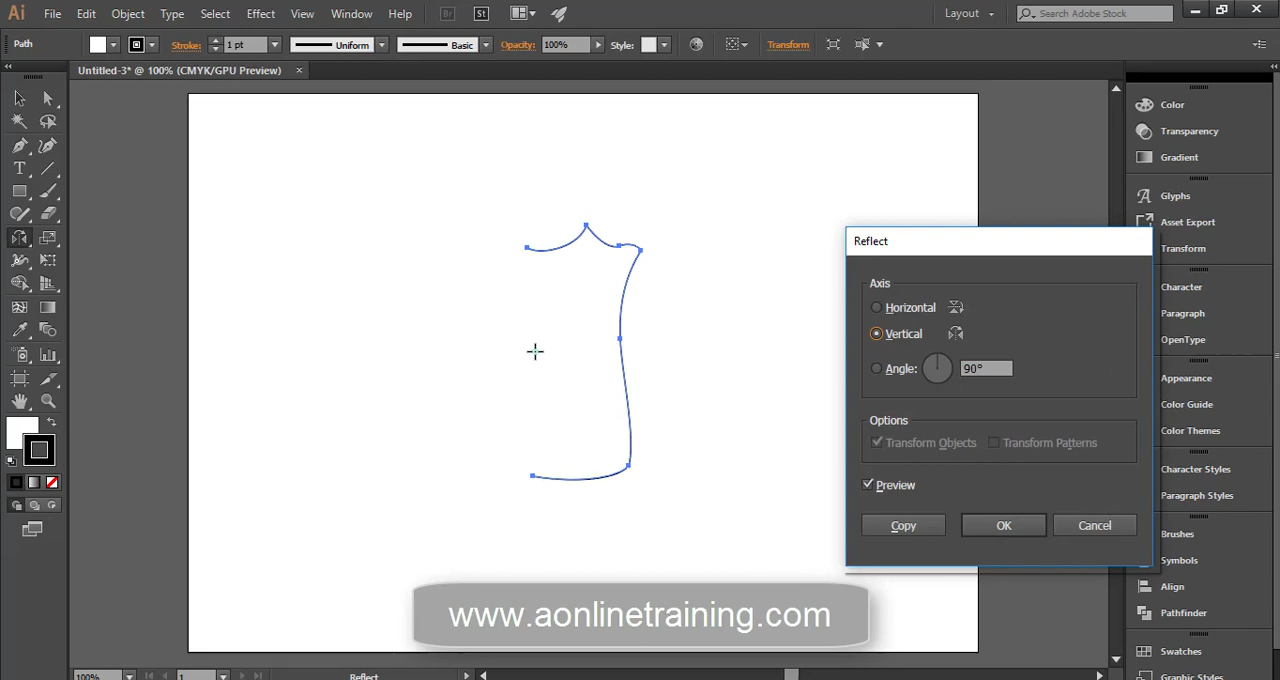 Ai File Edit Object Type Select Effect View Window Help Br St Layout Search Adobe Stock
Path Stroke: 1 pt Uniform Basic Opacity: 100% Style: Transform
Untitled-3* @ 100% (CMYK/GPU Preview) ×
Color
Transparency
Gradient
Glyphs
Asset Export
Transform
Character
Paragraph
OpenType
Appearance
Color Guide
Color Themes
Character Styles
Paragraph Styles
Brushes
Symbols
Align
Pathfinder
Swatches
Graphic Styles
Reflect
Axis
Horizontal
Vertical
Angle: 90°
Options
Transform Objects Transform Patterns
Preview
Copy OK Cancel
www.aonlinetraining.com
100% 1 Reflect